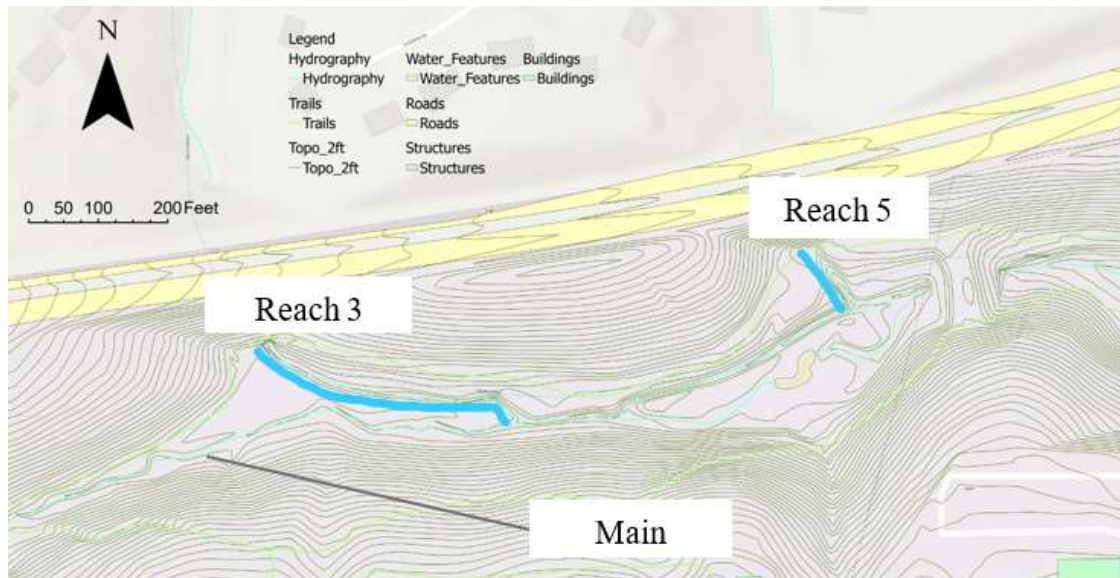 N
Legend
Hydrography Water_Features Buildings
Hydrography Water_Features Buildings
Trails Roads
Trails Roads
Topo_2ft Structures
Topo_2ft Structures
0 50 100 200 Feet
Reach 5
Reach 3
Main